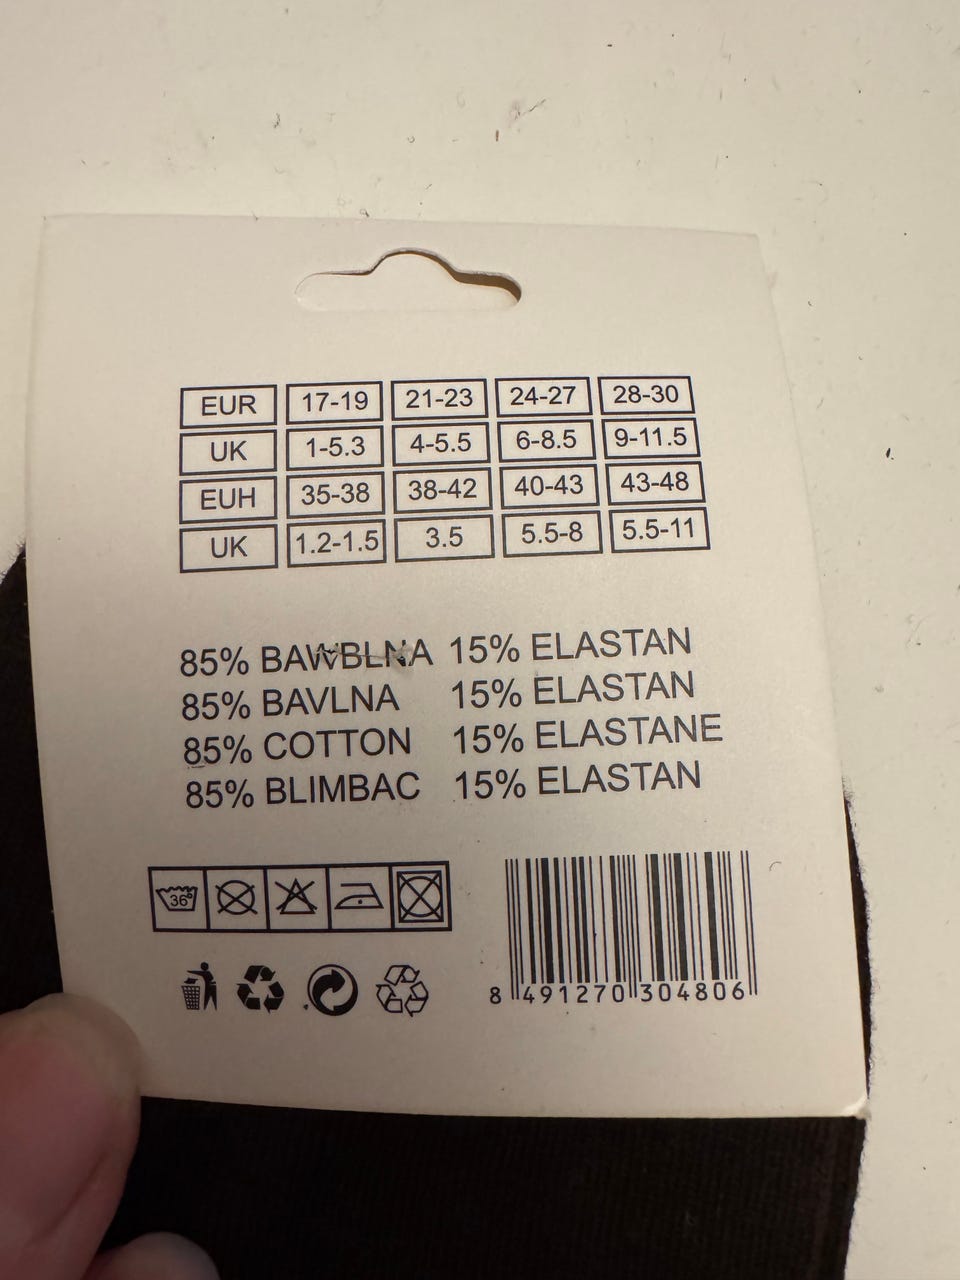 EUR 17-19 21-23 24-27 28-30
UK 1-5.3 4-5.5 6-8.5 9-11.5
EUH 35-38 38-42 40-43 43-48
UK 1.2-1.5 3.5 5.5-8 5.5-11
85% BAWBLNA 15% ELASTAN
85% BAVLNA 15% ELASTAN
85% COTTON 15% ELASTANE
85% BLIMBAC 15% ELASTAN
36°
8 491270 304806